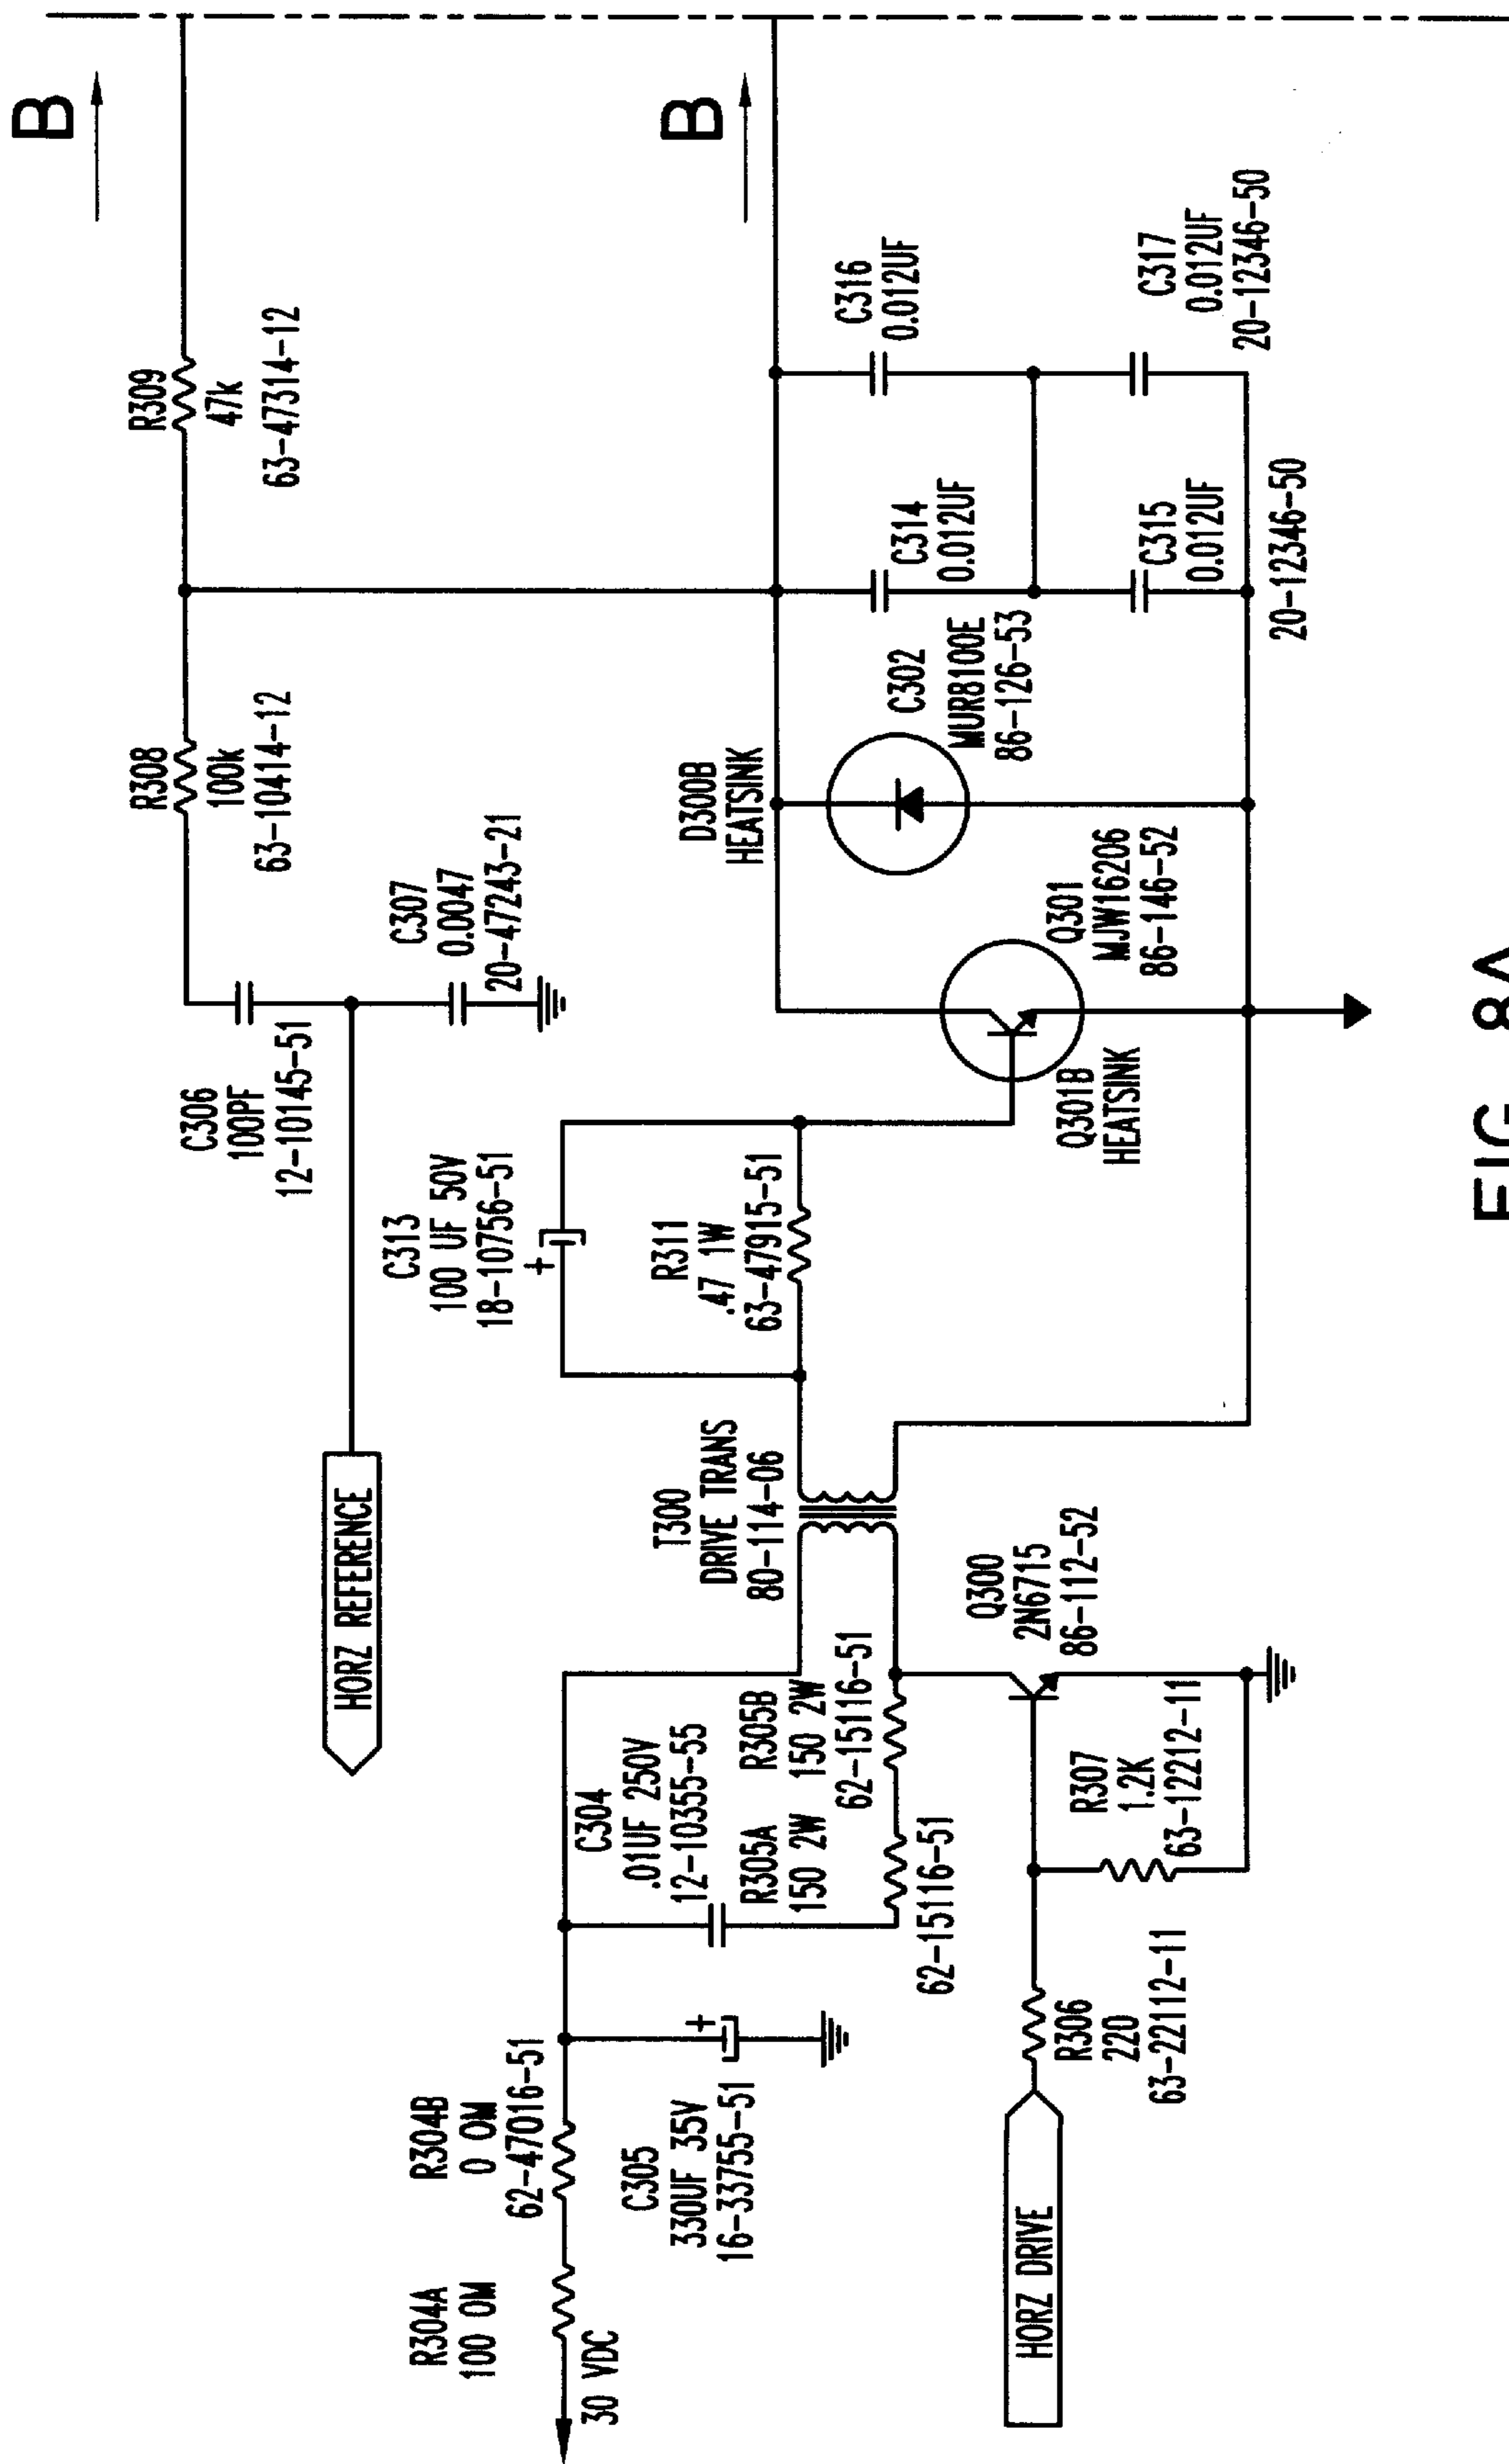 R304A
100 OM
30 VDC
R304B
0 OM
62-47016-51
C305
330UF 35V
16-33755-51
C304
.01UF 250V
12-10355-55
R305A
150 2W
62-15116-51
R305B
150 2W
62-15116-51
HORZ DRIVE
R306
220
63-22112-11
R307
1.2K
63-12212-11
Q300
2N6715
86-112-52
T300
DRIVE TRANS
80-114-06
HORZ REFERENCE
C313
100 UF 50V
18-10756-51
+
+
R311
.47 1W
63-47915-51
C306
100PF
12-10145-51
C307
0.0047
20-47243-21
R308
100k
63-10414-12
R309
47k
63-47314-12
Q301B
HEATSINK
Q301
MJW16206
86-146-52
D300B
HEATSINK
C302
MUR8100E
86-126-53
C314
0.012UF
C315
0.012UF
20-12346-50
C316
0.012UF
C317
0.012UF
20-12346-50
B
B
FIG. 8A